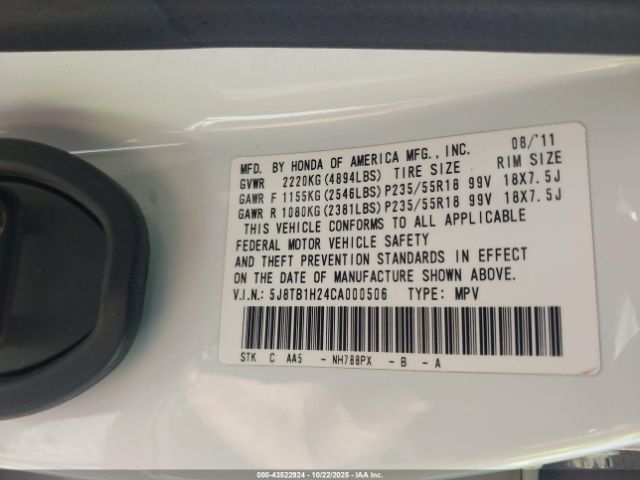 MFD. BY HONDA OF AMERICA MFG., INC. 08/'11
GVWR 2220KG(4894LBS) TIRE SIZE RIM SIZE
GAWR F 1155KG(2546LBS) P235/55R18 99V 18X7.5J
GAWR R 1080KG(2381LBS) P235/55R18 99V 18X7.5J
THIS VEHICLE CONFORMS TO ALL APPLICABLE
FEDERAL MOTOR VEHICLE SAFETY
AND THEFT PREVENTION STANDARDS IN EFFECT
ON THE DATE OF MANUFACTURE SHOWN ABOVE.
V.I.N.: 5J8TB1H24CA000506 TYPE: MPV
STK C AA5 - NH788PX - B - A
000-43522924 - 10/22/2025 - IAAI.COM